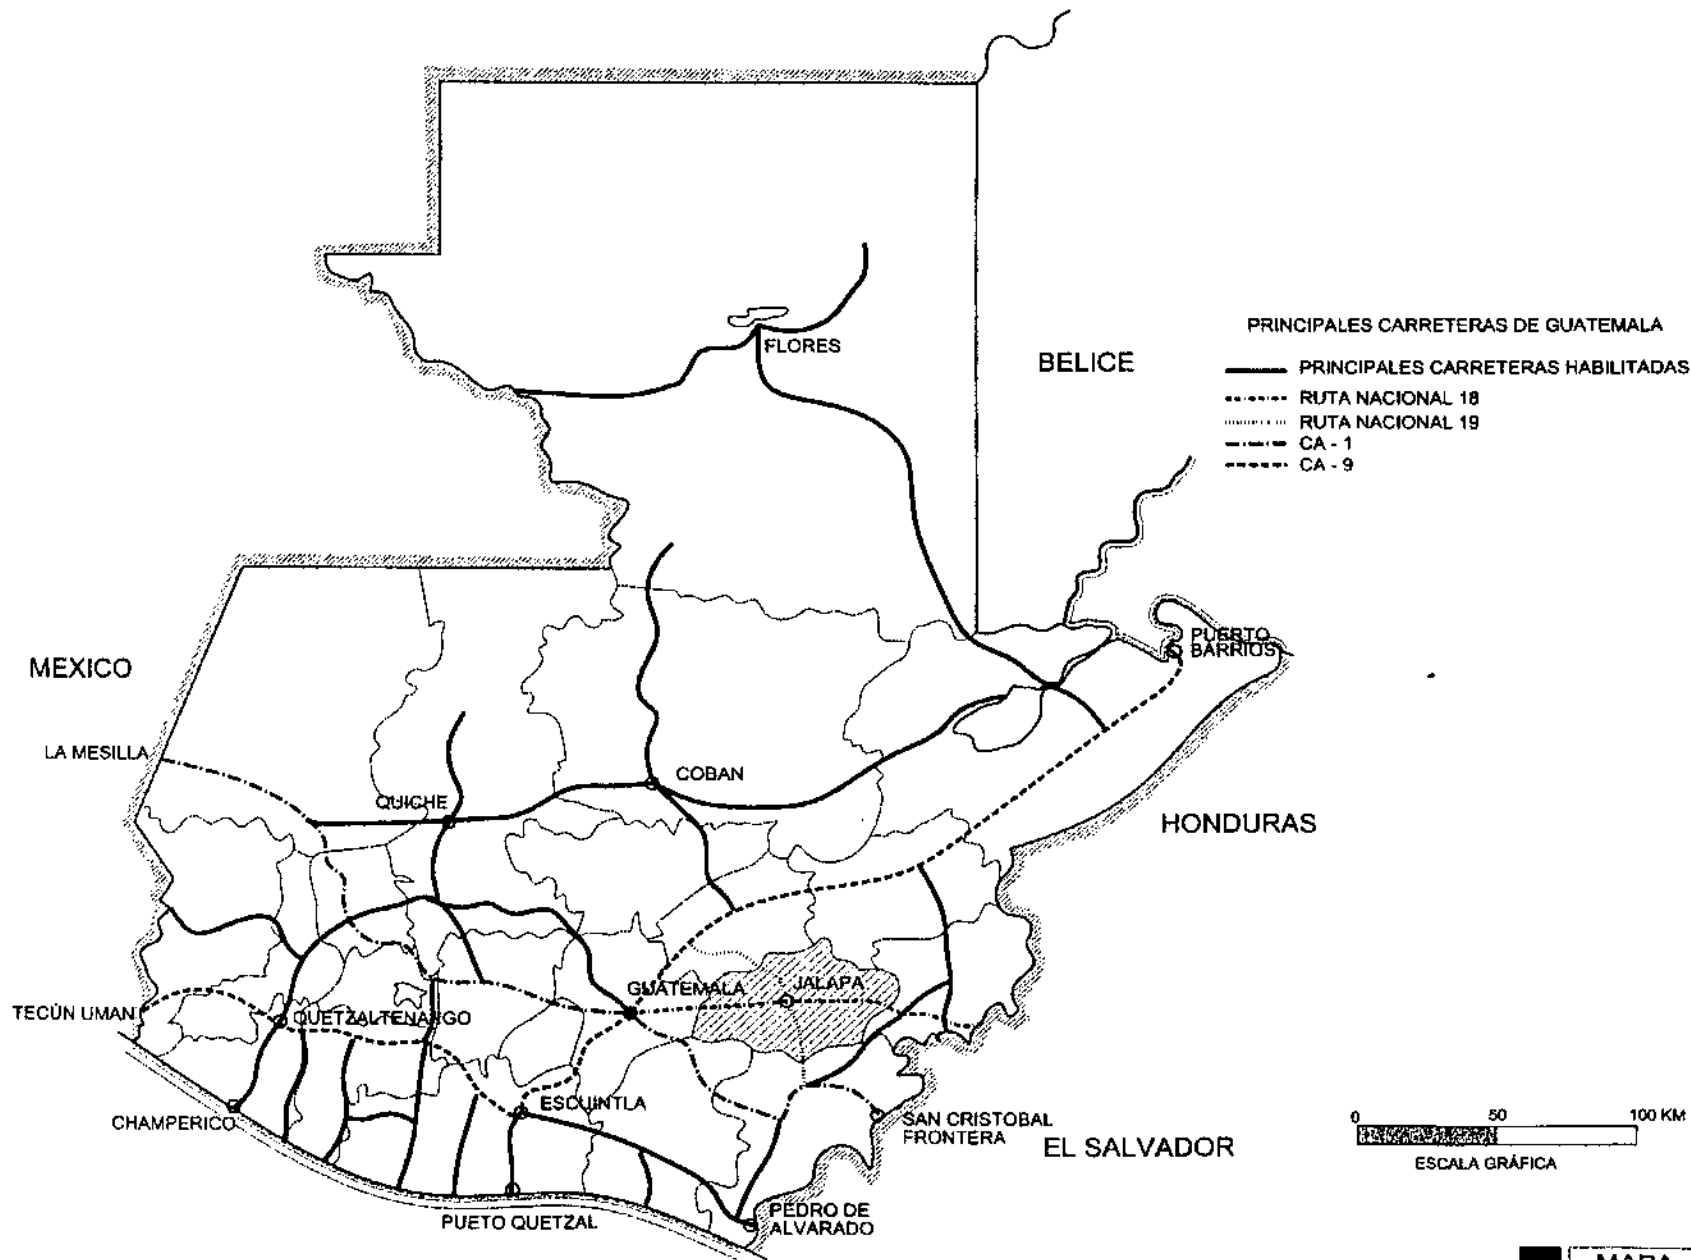 PRINCIPALES CARRETERAS DE GUATEMALA
PRINCIPALES CARRETERAS HABILITADAS
RUTA NACIONAL 18
RUTA NACIONAL 19
CA - 1
CA - 9
FLORES
BELICE
MEXICO
PUERTO
BARRIOS
LA MESILLA
COBAN
QUICHE
HONDURAS
GUATEMALA
JALAPA
TECÚN UMAN
QUETZALTENANGO
ESCUINTLA
CHAMPERICO
SAN CRISTOBAL
FRONTERA
EL SALVADOR
0 50 100 KM
ESCALA GRÁFICA
PUETO QUETZAL
PEDRO DE
ALVARADO
MAPA